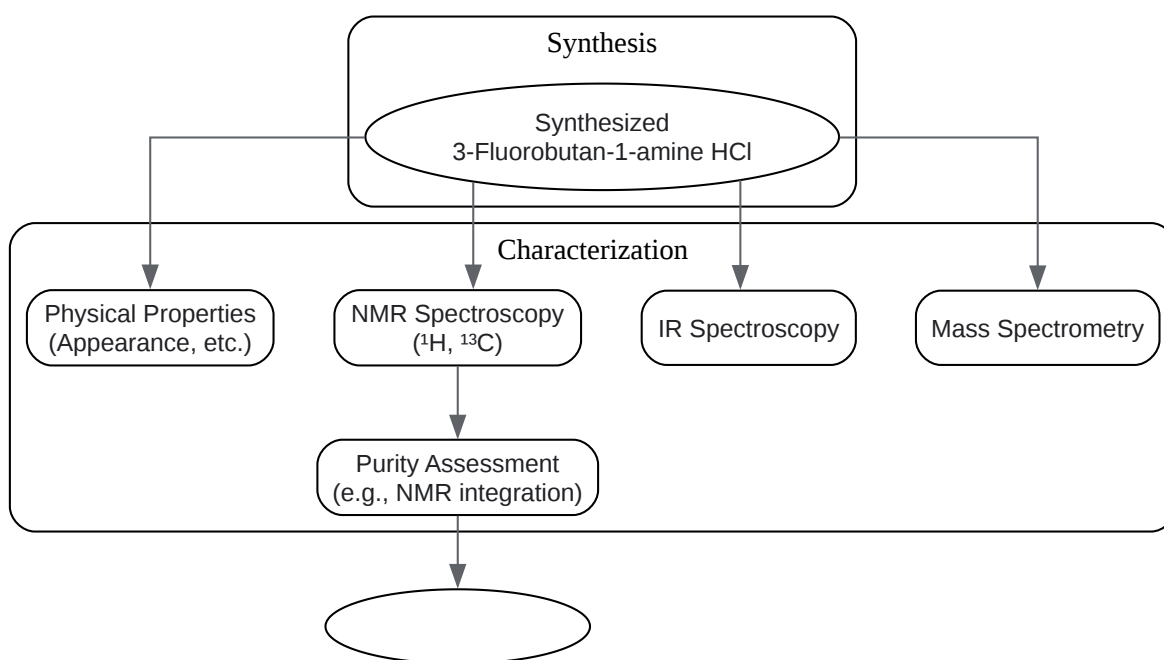 Synthesis
Synthesized
3-Fluorobutan-1-amine HCl
Characterization
Physical Properties
(Appearance, etc.)
NMR Spectroscopy
(¹H, ¹³C)
IR Spectroscopy
Mass Spectrometry
Purity Assessment
(e.g., NMR integration)